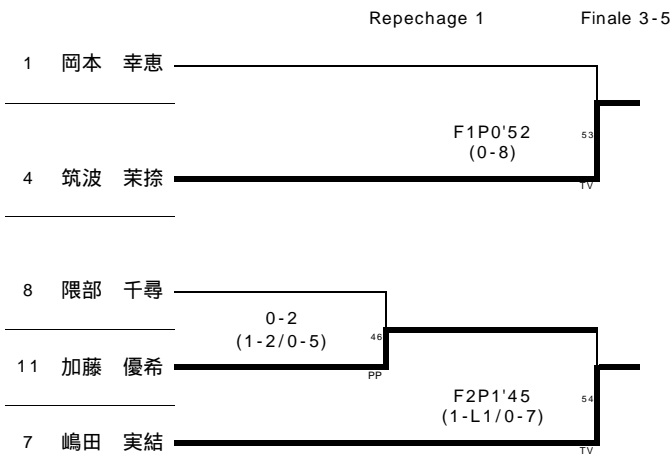 Repechage 1 Finale 3-5
1 岡本 幸恵
F1P0'52 53
(0-8)
4 筑波 茉捺 TV
8 隈部 千尋
0-2
(1-2/0-5) 46
11 加藤 優希 PP
F2P1'45 54
(1-L1/0-7)
7 嶋田 実結 TV